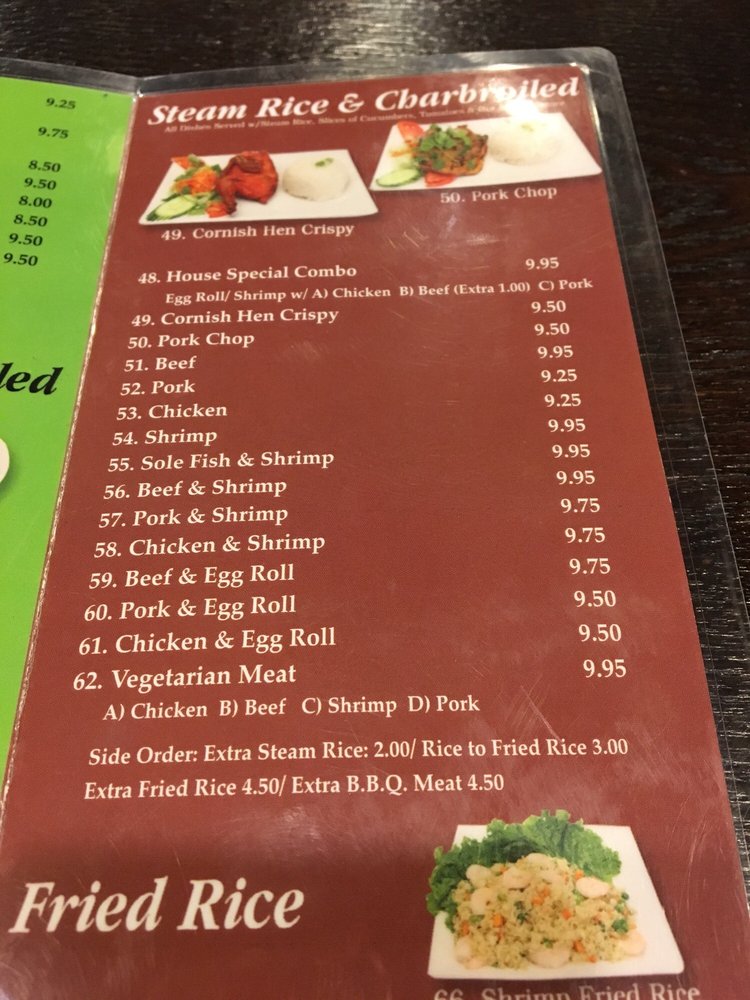 9.25
9.75
8.50
9.50
8.00
8.50
9.50
9.50
led
Steam Rice & Charbroiled
All Dishes Served w/Steam Rice, Slices of Cucumbers, Tomatoes &
49. Cornish Hen Crispy
50. Pork Chop
48. House Special Combo 9.95
Egg Roll/ Shrimp w/ A) Chicken B) Beef (Extra 1.00) C) Pork
49. Cornish Hen Crispy 9.50
50. Pork Chop 9.50
51. Beef 9.95
52. Pork 9.25
53. Chicken 9.25
54. Shrimp 9.95
55. Sole Fish & Shrimp 9.95
56. Beef & Shrimp 9.95
57. Pork & Shrimp 9.75
58. Chicken & Shrimp 9.75
59. Beef & Egg Roll 9.75
60. Pork & Egg Roll 9.50
61. Chicken & Egg Roll 9.50
62. Vegetarian Meat 9.95
A) Chicken B) Beef C) Shrimp D) Pork
Side Order: Extra Steam Rice: 2.00/ Rice to Fried Rice 3.00
Extra Fried Rice 4.50/ Extra B.B.Q. Meat 4.50
Fried Rice
66. Shrimp Fried Rice